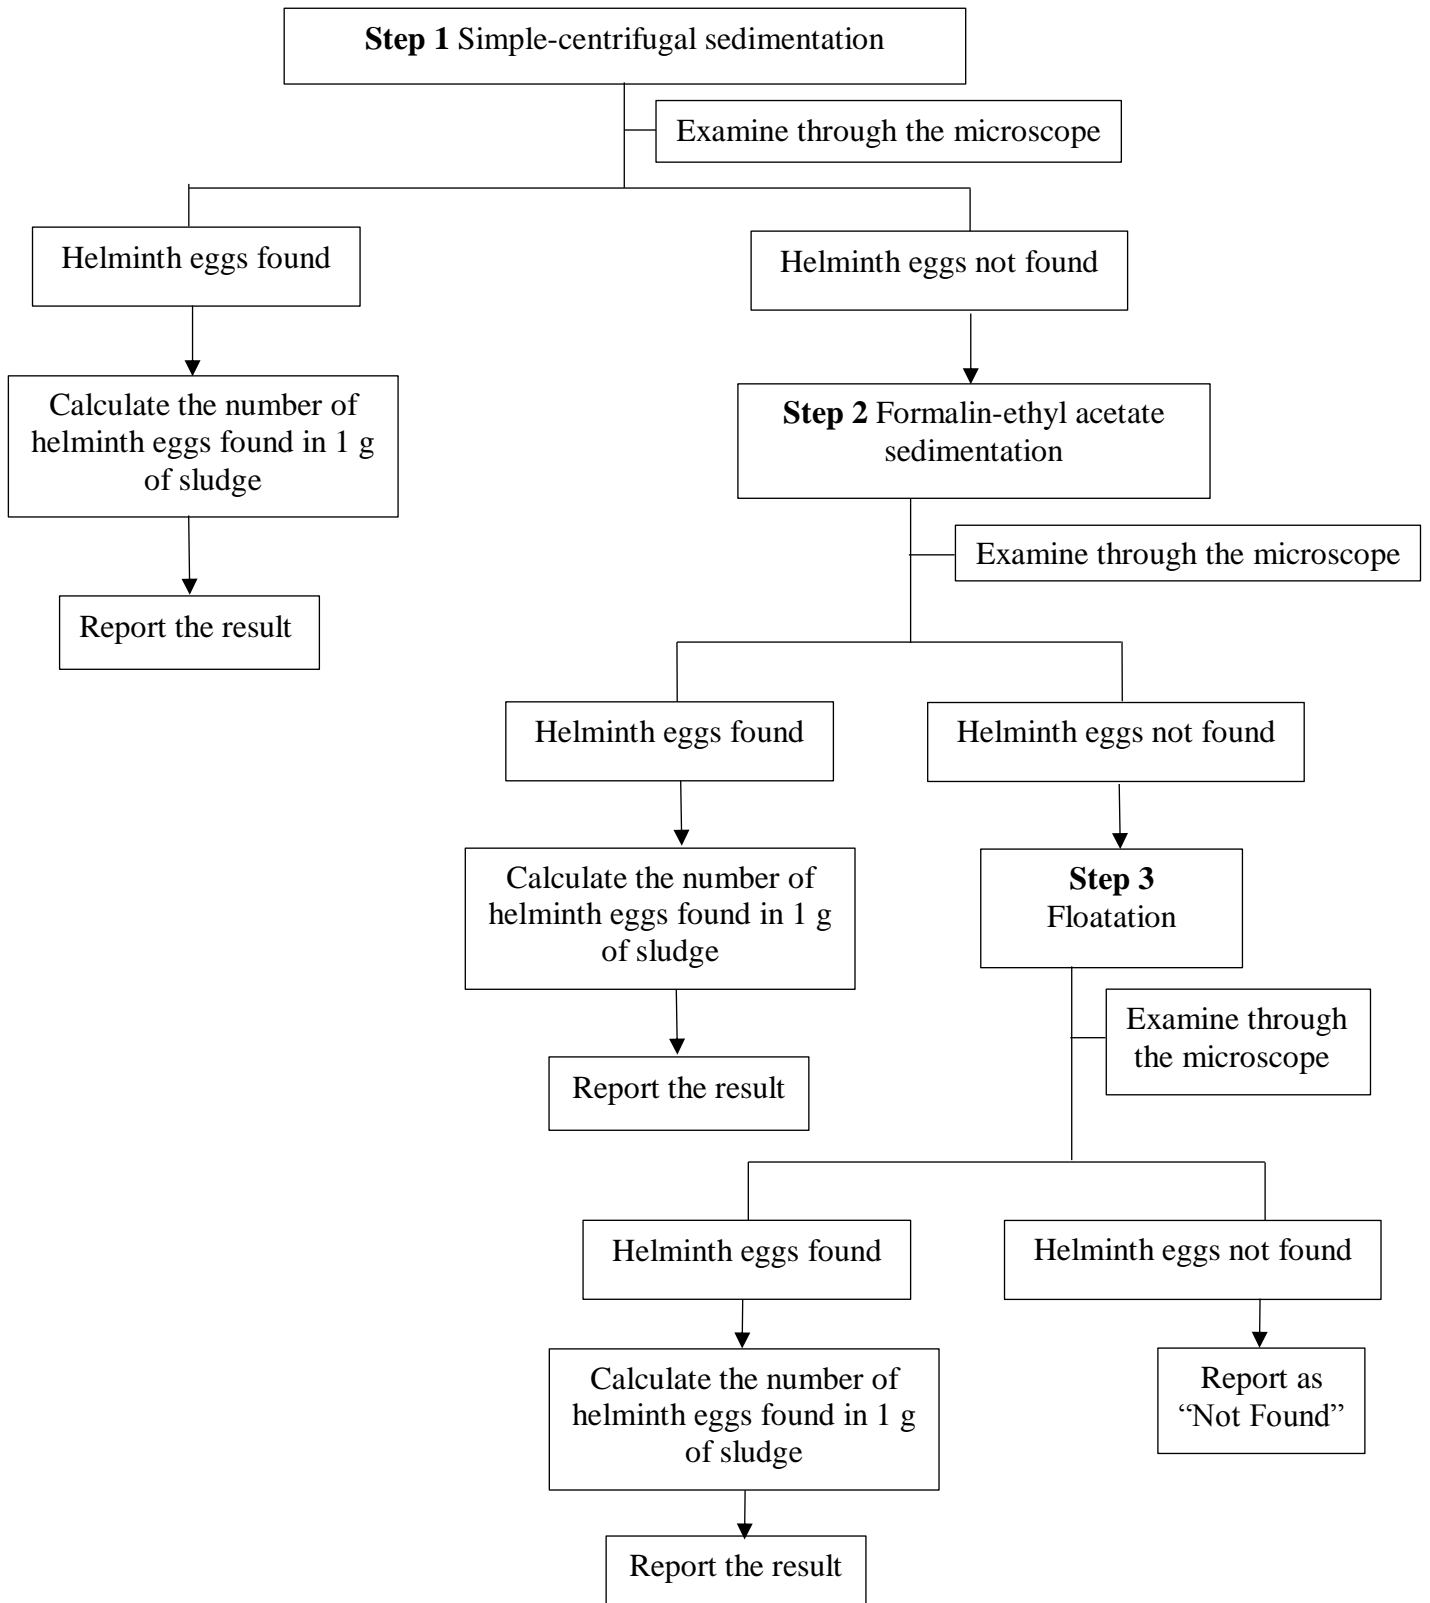 Step 1 Simple-centrifugal sedimentation
Examine through the microscope
Helminth eggs found
Helminth eggs not found
Calculate the number of
helminth eggs found in 1 g
of sludge
Step 2 Formalin-ethyl acetate
sedimentation
Examine through the microscope
Report the result
Helminth eggs found
Helminth eggs not found
Calculate the number of
helminth eggs found in 1 g
of sludge
Step 3
Floatation
Examine through
the microscope
Report the result
Helminth eggs found
Helminth eggs not found
Calculate the number of
helminth eggs found in 1 g
of sludge
Report as
“Not Found”
Report the result